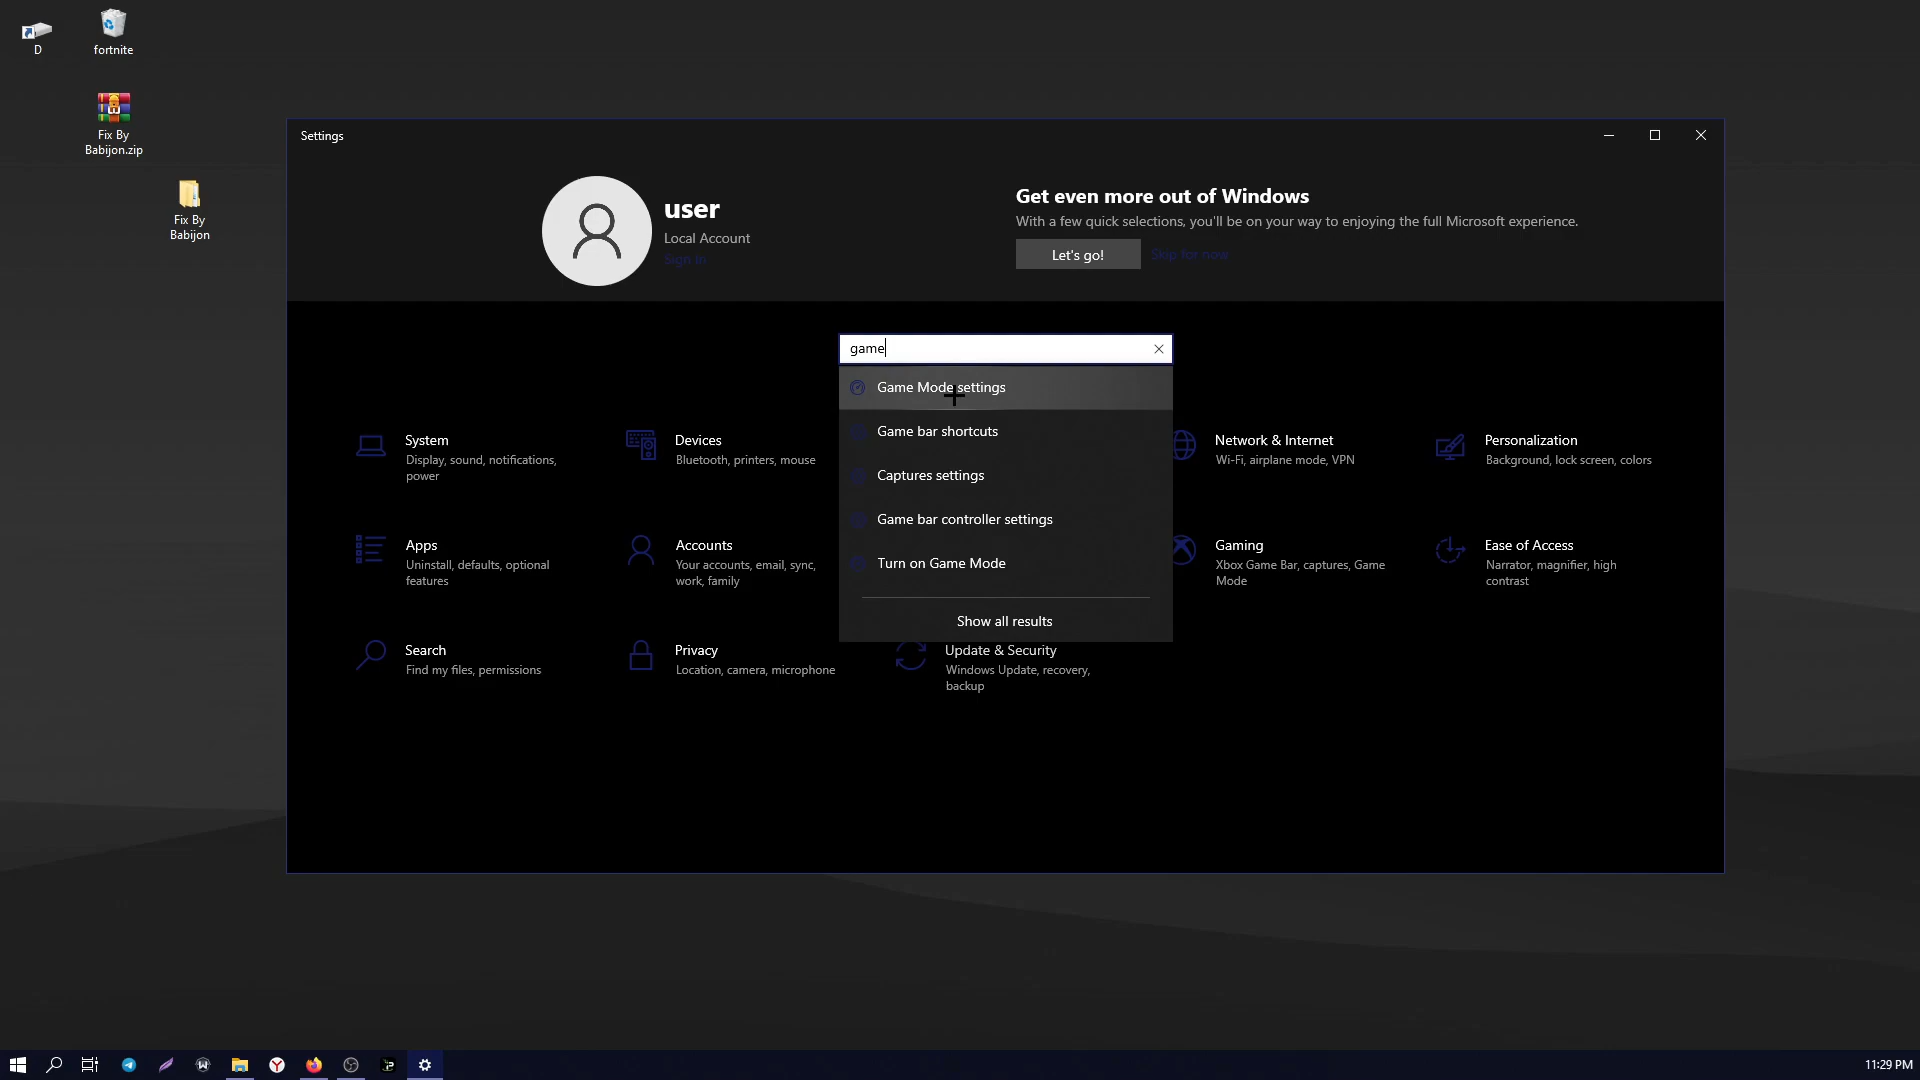 D
fortnite
Fix By
Babijon.zip
Fix By
Babijon
Settings
user
Local Account
Sign in
Get even more out of Windows
With a few quick selections, you'll be on your way to enjoying the full Microsoft experience.
Let's go!
Skip for now
game
Game Mode settings
Game bar shortcuts
Captures settings
Game bar controller settings
Turn on Game Mode
Show all results
System
Display, sound, notifications,
power
Devices
Bluetooth, printers, mouse
Network & Internet
Wi-Fi, airplane mode, VPN
Personalization
Background, lock screen, colors
Apps
Uninstall, defaults, optional
features
Accounts
Your accounts, email, sync,
work, family
Gaming
Xbox Game Bar, captures, Game
Mode
Ease of Access
Narrator, magnifier, high
contrast
Search
Find my files, permissions
Privacy
Location, camera, microphone
Update & Security
Windows Update, recovery,
backup
11:29 PM